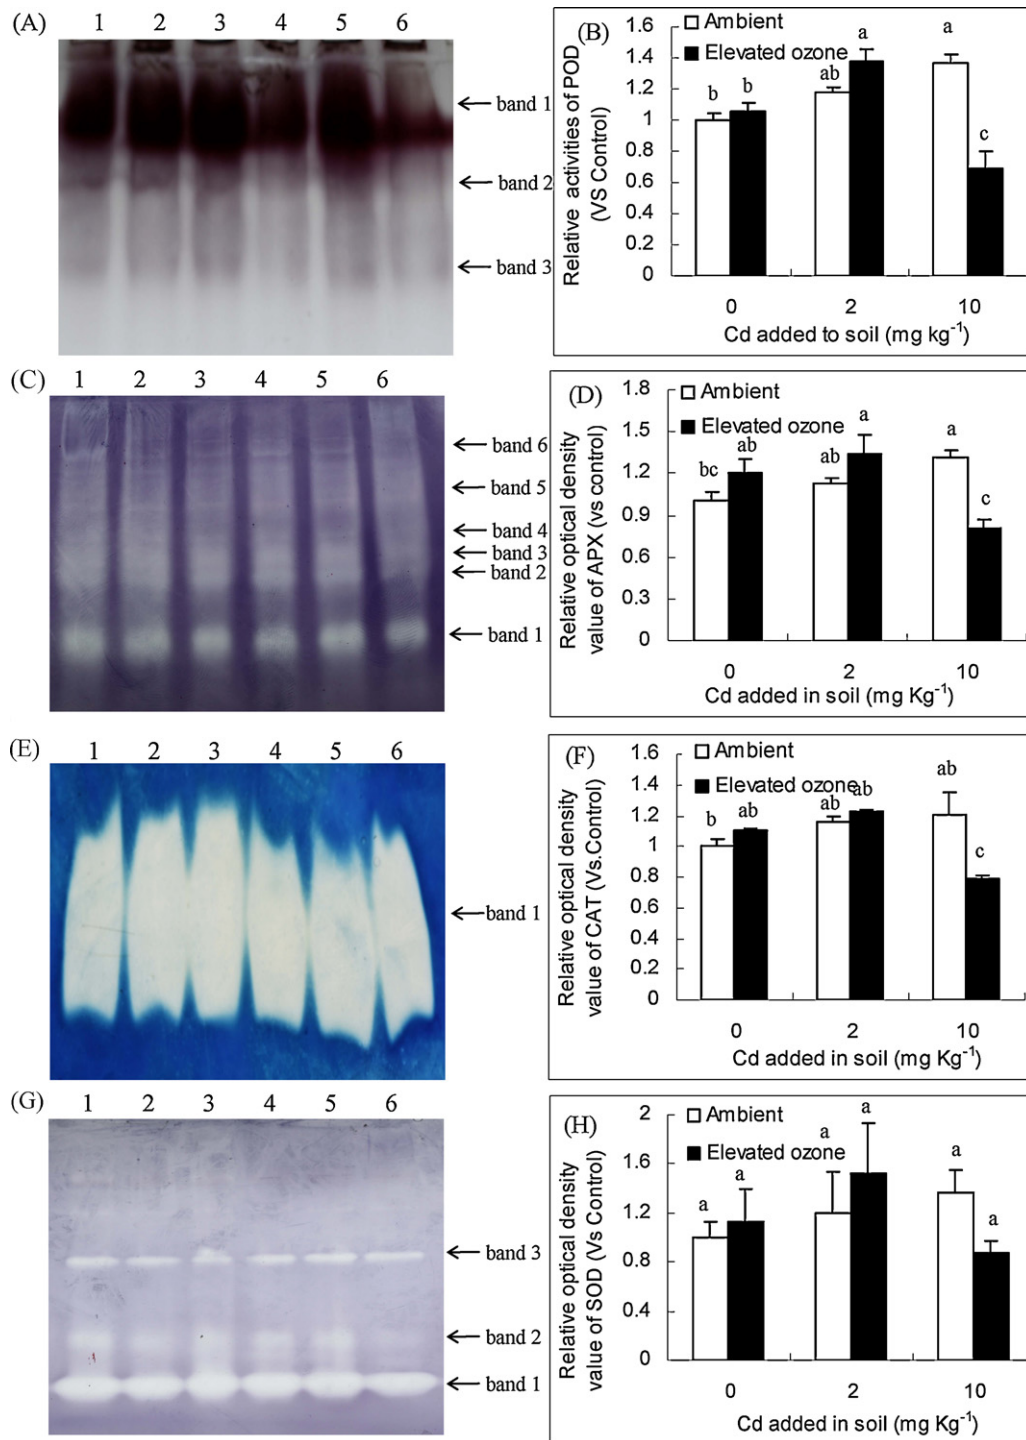 (A) 1 2 3 4 5 6
band 1
band 2
band 3
(B)
Ambient
Elevated ozone
Relative activities of POD
(VS Control)
1.6
1.4
1.2
1
0.8
0.6
0.4
0.2
0
b b ab a a c
0 2 10
Cd added to soil (mg kg⁻¹)
(C) 1 2 3 4 5 6
band 6
band 5
band 4
band 3
band 2
band 1
(D)
Ambient
Elevated ozone
Relative optical density
value of APX (vs control)
1.8
1.5
1.2
0.9
0.6
0.3
0
bc ab ab a a c
0 2 10
Cd added in soil (mg Kg⁻¹)
(E) 1 2 3 4 5 6
band 1
(F)
Ambient
Elevated ozone
Relative optical density
value of CAT (Vs.Control)
1.6
1.4
1.2
1
0.8
0.6
0.4
0.2
0
b ab ab ab ab c
0 2 10
Cd added in soil (mg Kg⁻¹)
(G) 1 2 3 4 5 6
band 3
band 2
band 1
(H)
Ambient
Elevated ozone
Relative optical density
value of SOD (Vs Control)
2
1.6
1.2
0.8
0.4
0
a a a a a a
0 2 10
Cd added in soil (mg Kg⁻¹)